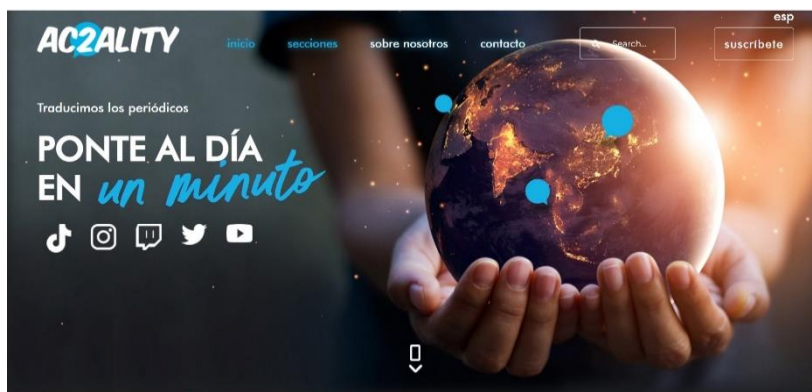 esp
AC2ALITY
inicio secciones sobre nosotros contacto Search... suscríbete
Traducimos los periódicos
PONTE AL DÍA
EN un minuto